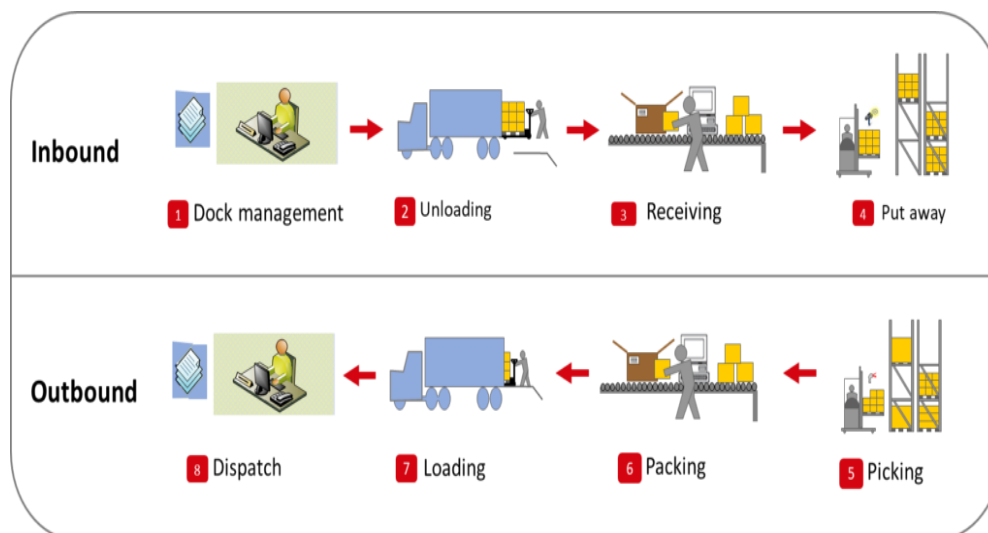 Inbound
1 Dock management
2 Unloading
3 Receiving
4 Put away
Outbound
8 Dispatch
7 Loading
6 Packing
5 Picking